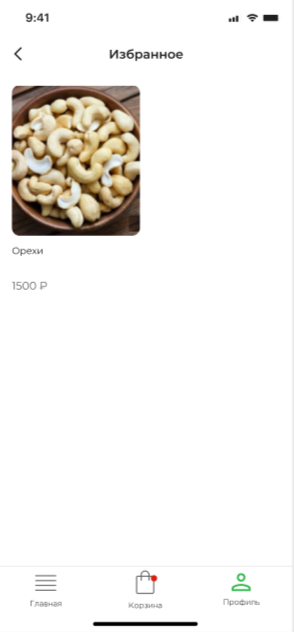 9:41
Избранное
Орехи
1500 ₽
Главная
Корзина
Профиль